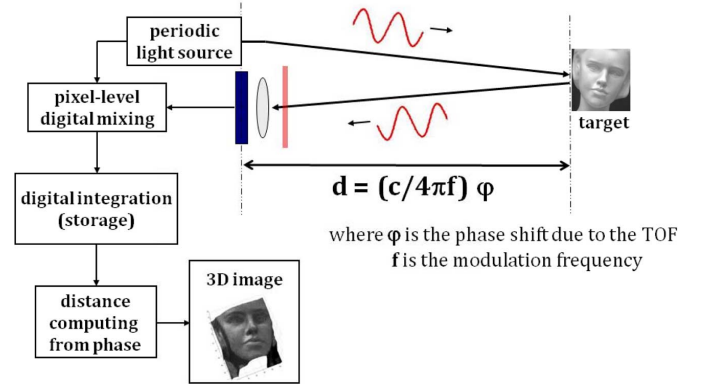 periodic
light source
pixel-level
digital mixing
target
d = (c/4πf) φ
digital integration
(storage)
where φ is the phase shift due to the TOF
f is the modulation frequency
3D image
distance
computing
from phase